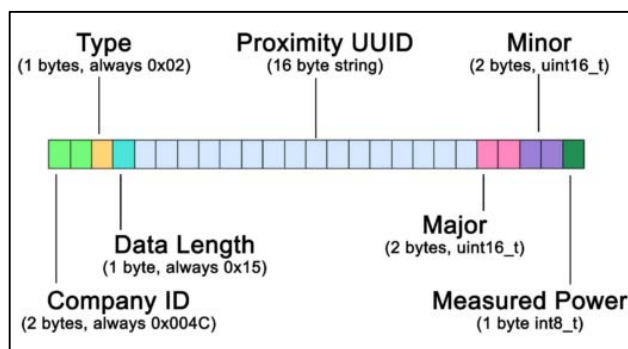 Type
(1 bytes, always 0x02)
Proximity UUID
(16 byte string)
Minor
(2 bytes, uint16_t)
Data Length
(1 byte, always 0x15)
Major
(2 bytes, uint16_t)
Company ID
(2 bytes, always 0x004C)
Measured Power
(1 byte int8_t)